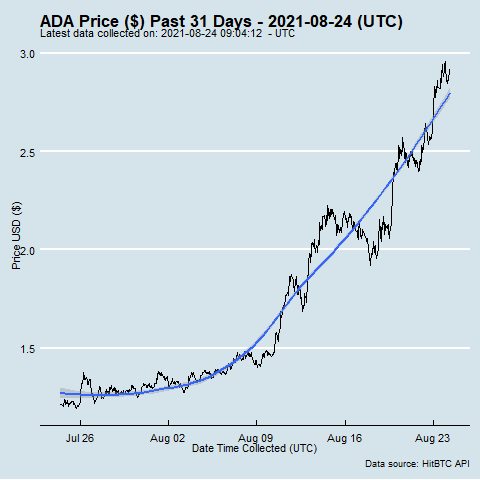 ADA Price ($) Past 31 Days - 2021-08-24 (UTC)
Latest data collected on: 2021-08-24 09:04:12 - UTC
3.0
2.5
2.0
1.5
Price USD ($)
Jul 26 Aug 02 Aug 09 Aug 16 Aug 23
Date Time Collected (UTC)
Data source: HitBTC API